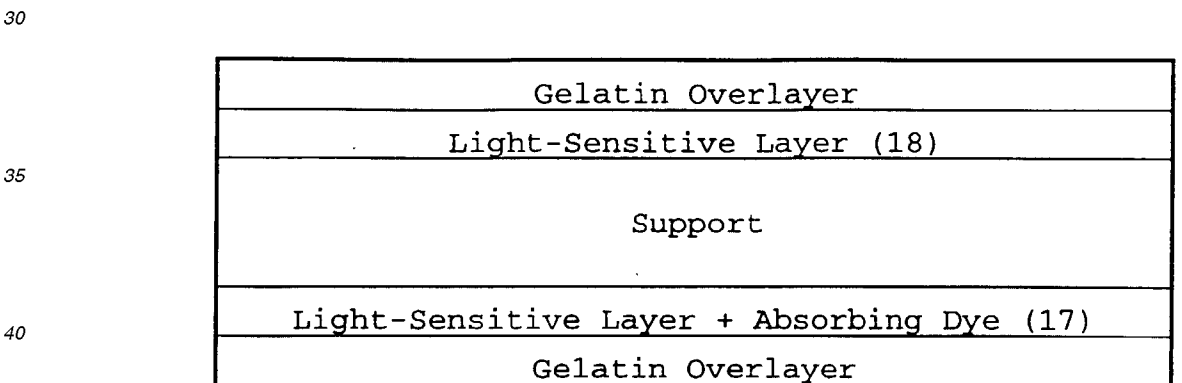 30
Gelatin Overlayer
Light-Sensitive Layer (18)
35
Support
Light-Sensitive Layer + Absorbing Dye (17)
40
Gelatin Overlayer